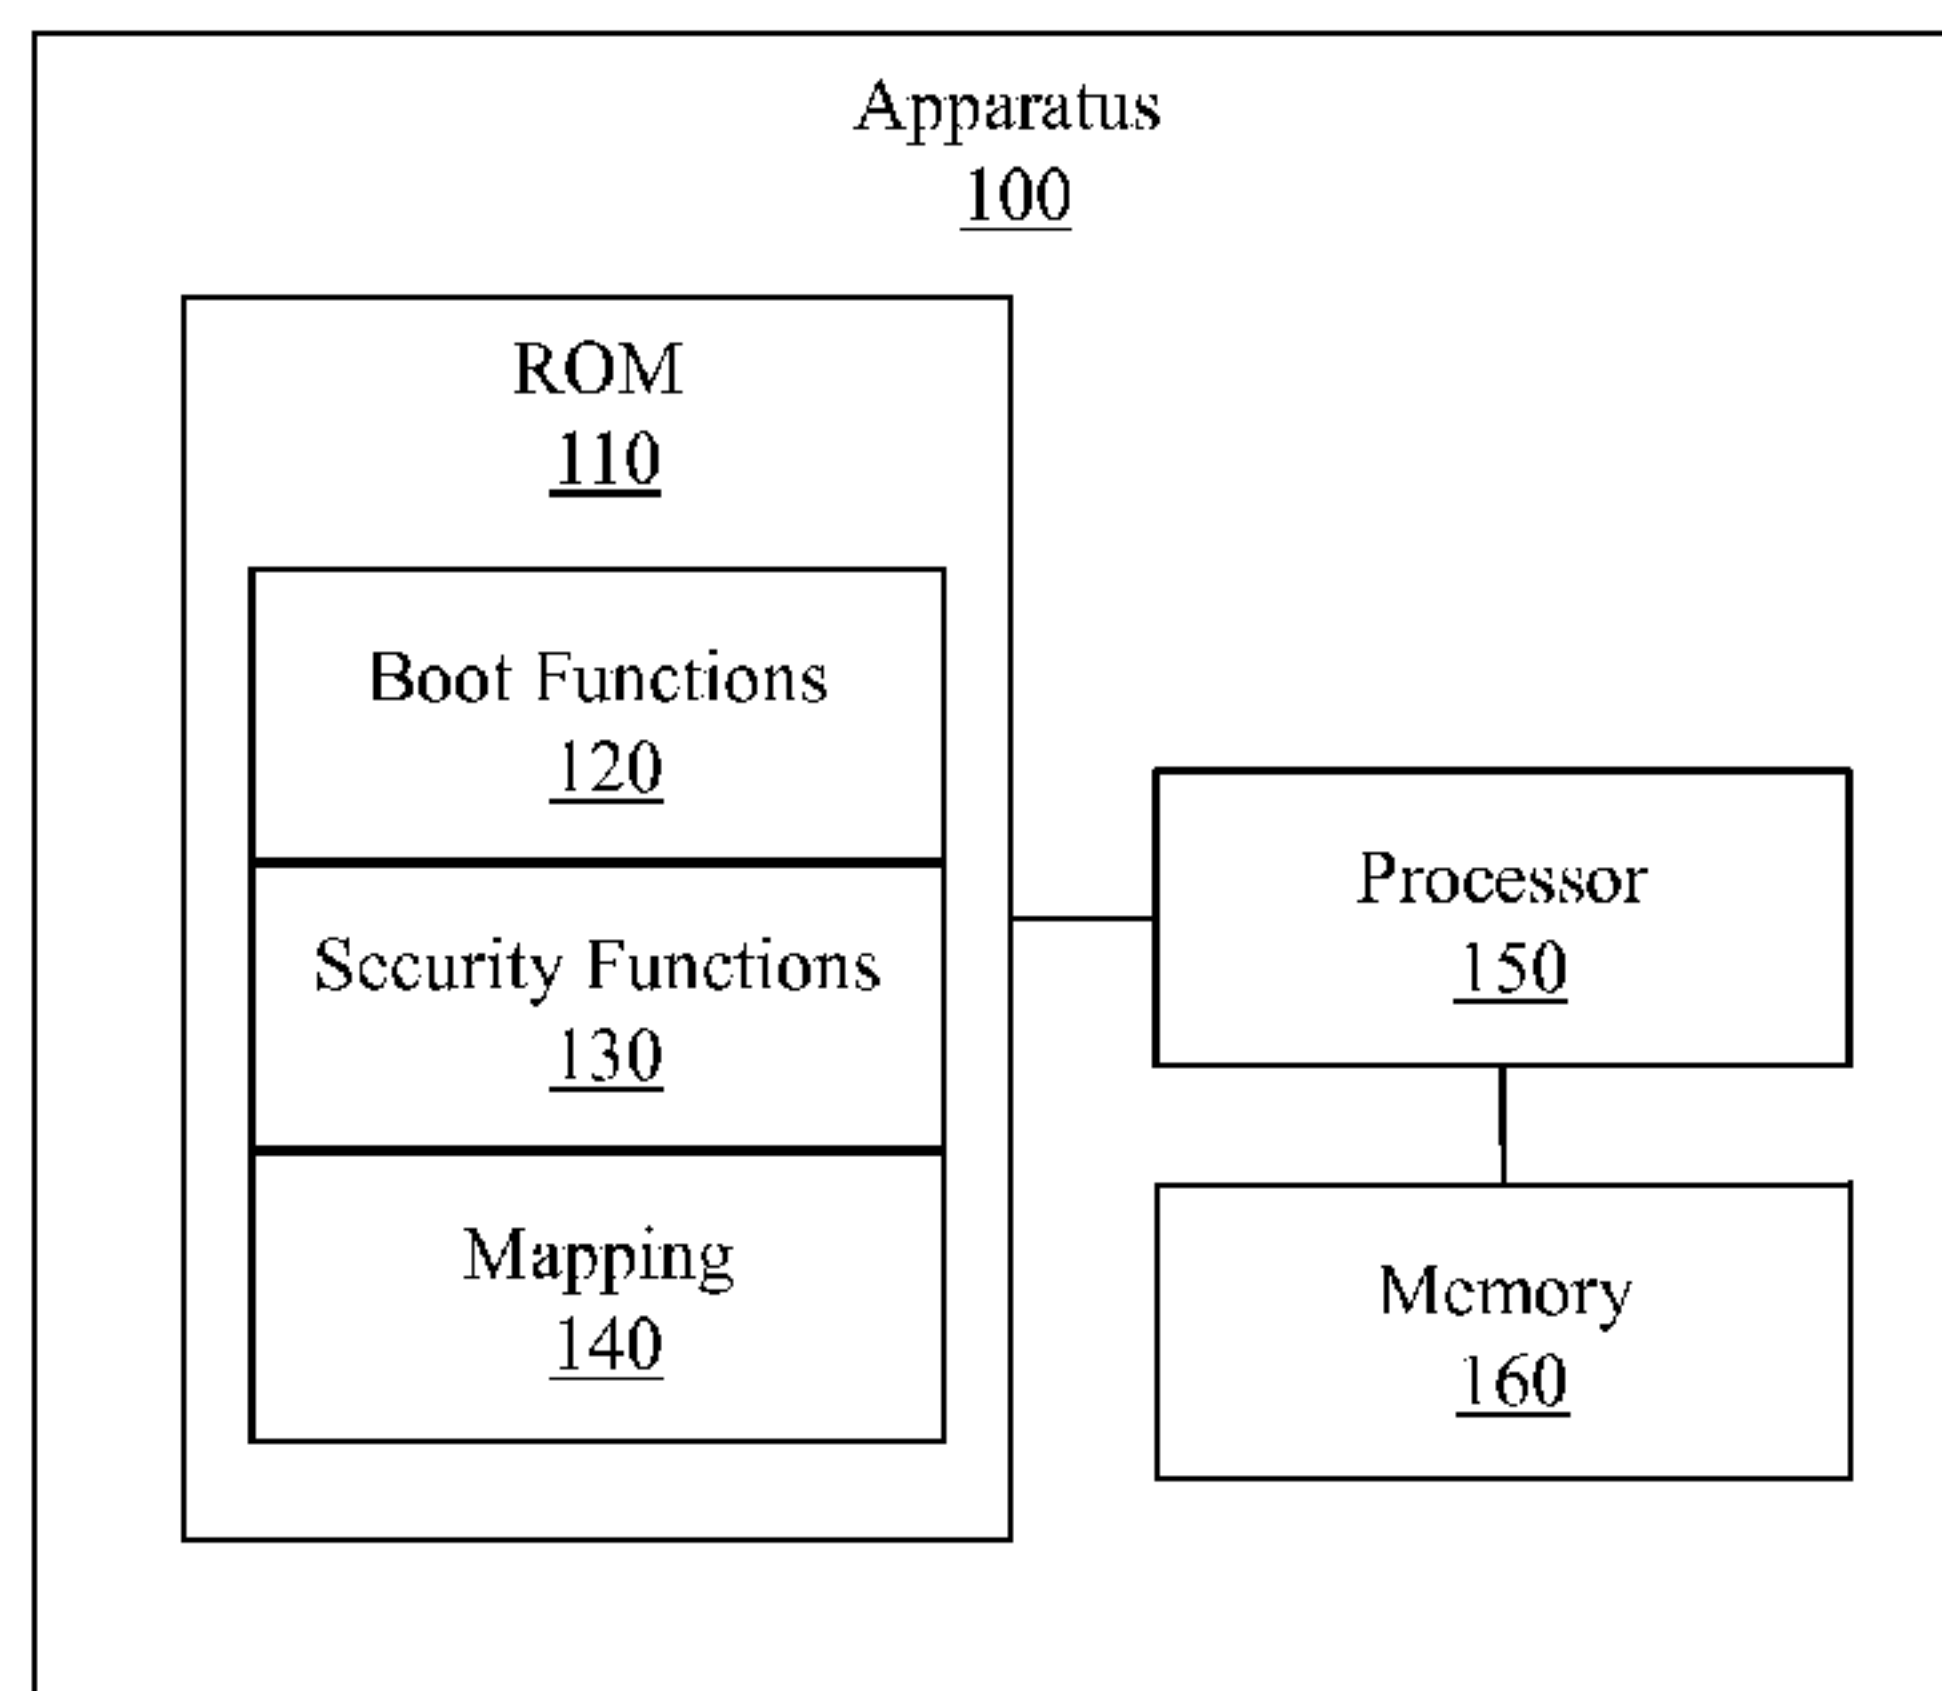 Apparatus
100
ROM
110
Boot Functions
120
Security Functions
130
Mapping
140
Processor
150
Memory
160